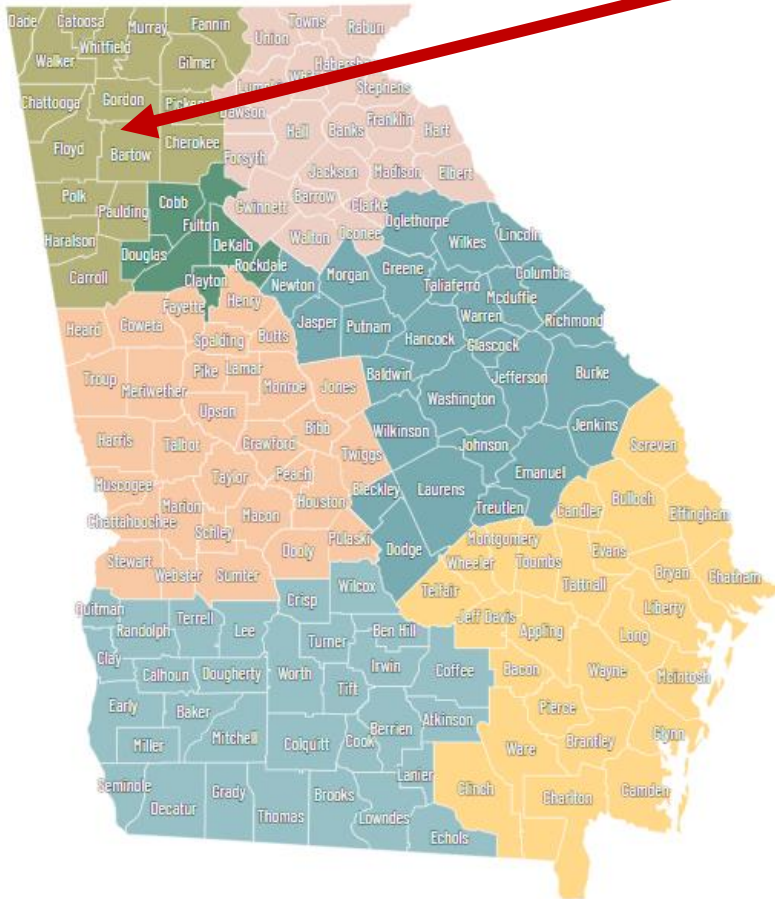 Dade
Catoosa
Murray
Fannin
Towns
Rabun
Union
Whitfield
Walker
Gilmer
Habersh
Lump
Wh
Stephens
Chattooga
Gordon
Picken
Dawson
Franklin
Hart
Hall
Banks
Floyd
Bartow
Cherokee
Forsyth
Jackson
Madison
Elbert
Polk
Paulding
Cobb
Fulton
Gwinnett
Barrow
Clarke
Oglethorpe
Wilkes
Lincoln
Haralson
Douglas
DeKalb
Walton
Oconee
Rockdale
Carroll
Clayton
Newton
Morgan
Greene
Taliaferro
Columbia
Mcduffie
Fayette
Henry
Warren
Richmond
Heard
Coweta
Spalding
Butts
Jasper
Putnam
Hancock
Glascock
Troup
Meriwether
Pike
Lamar
Monroe
Jones
Baldwin
Jefferson
Burke
Upson
Washington
Harris
Talbot
Crawford
Bibb
Wilkinson
Jenkins
Screven
Twiggs
Johnson
Muscogee
Taylor
Peach
Emanuel
Marion
Macon
Houston
Bleckley
Laurens
Bulloch
Chattahoochee
Schley
Treutlen
Candler
Effingham
Stewart
Webster
Sumter
Dooly
Pulaski
Dodge
Montgomery
Evans
Wheeler
Toombs
Bryan
Chatham
Quitman
Crisp
Wilcox
Telfair
Tattnall
Randolph
Terrell
Lee
Turner
Ben Hill
Jeff Davis
Appling
Long
Liberty
Clay
Calhoun
Dougherty
Worth
Irwin
Coffee
Bacon
Wayne
Mcintosh
Tift
Early
Baker
Berrien
Atkinson
Pierce
Miller
Mitchell
Colquitt
Cook
Ware
Brantley
Glynn
Seminole
Lanier
Clinch
Charlton
Camden
Decatur
Grady
Thomas
Brooks
Lowndes
Echols